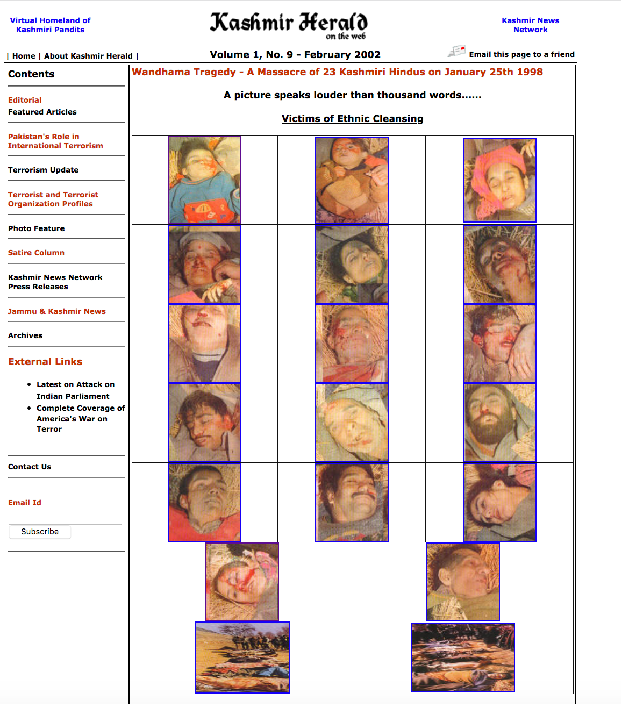 Virtual Homeland of
Kashmiri Pandits
Kashmir Herald
on the web
Kashmir News
Network
| Home | About Kashmir Herald |
Volume 1, No. 9 - February 2002
Email this page to a friend
Contents
Editorial
Featured Articles
Pakistan's Role in
International Terrorism
Terrorism Update
Terrorist and Terrorist
Organization Profiles
Photo Feature
Satire Column
Kashmir News Network
Press Releases
Jammu & Kashmir News
Archives
External Links
• Latest on Attack on
Indian Parliament
• Complete Coverage of
America's War on
Terror
Contact Us
Email Id
Subscribe
Wandhama Tragedy - A Massacre of 23 Kashmiri Hindus on January 25th 1998
A picture speaks louder than thousand words......
Victims of Ethnic Cleansing